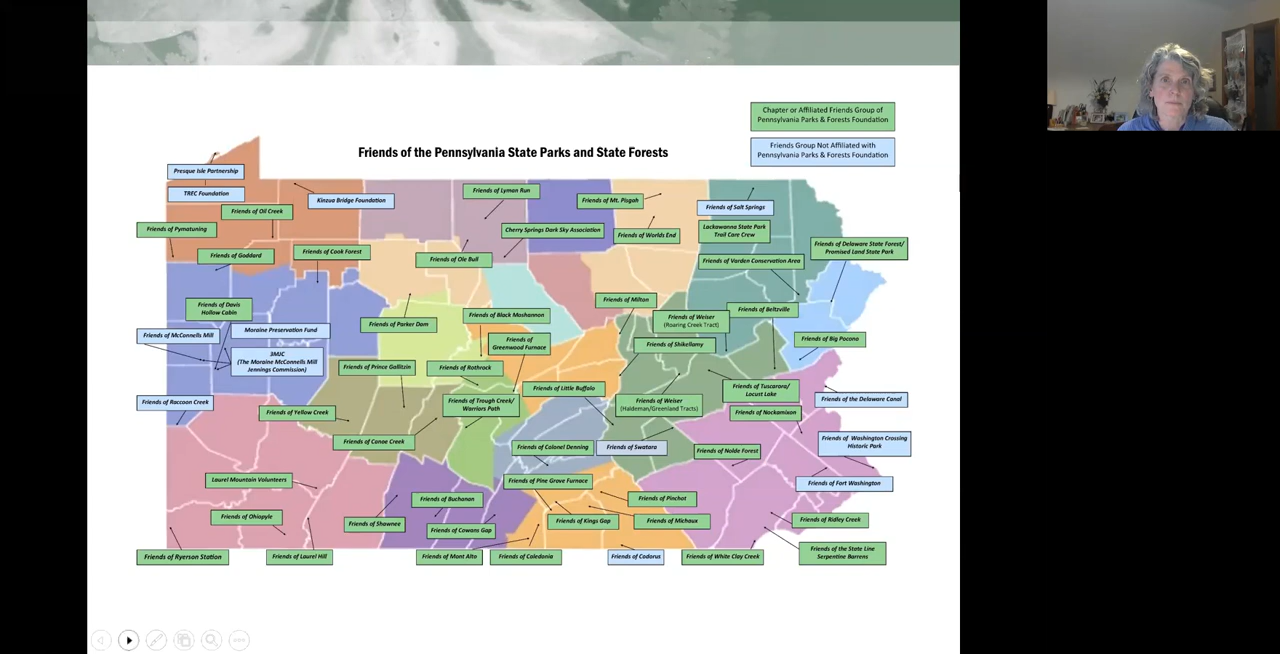 Chapter or Affiliated Friends Group of
Pennsylvania Parks & Forests Foundation
Friends of the Pennsylvania State Parks and State Forests
Friends Group Not Affiliated with
Pennsylvania Parks & Forests Foundation
Presque Isle Partnership
TREC Foundation
Kinzua Bridge Foundation
Friends of Lyman Run
Friends of Mt. Pisgah
Friends of Salt Springs
Friends of Oil Creek
Friends of Pymatuning
Cherry Springs Dark Sky Association
Friends of Worlds End
Lackawanna State Park
Trail Care Crew
Friends of Goddard
Friends of Cook Forest
Friends of Ole Bull
Friends of Varden Conservation Area
Friends of Delaware State Forest/
Promised Land State Park
Friends of Davis
Hollow Cabin
Friends of Milton
Friends of Beltzville
Friends of Black Moshannon
Friends of Weiser
(Roaring Creek Tract)
Friends of McConnells Mill
Moraine Preservation Fund
Friends of Parker Dam
Friends of
Greenwood Furnace
Friends of Shikellamy
Friends of Big Pocono
3MJC
(The Moraine McConnells Mill
Jennings Commission)
Friends of Prince Gallitzin
Friends of Rothrock
Friends of Little Buffalo
Friends of Tuscarora/
Locust Lake
Friends of Raccoon Creek
Friends of Yellow Creek
Friends of Trough Creek/
Warriors Path
Friends of Weiser
(Haldeman/Greenland Tracts)
Friends of Nockamixon
Friends of the Delaware Canal
Friends of Canoe Creek
Friends of Colonel Denning
Friends of Swatara
Friends of Nolde Forest
Friends of Washington Crossing
Historic Park
Laurel Mountain Volunteers
Friends of Pine Grove Furnace
Friends of Fort Washington
Friends of Buchanan
Friends of Pinchot
Friends of Ohiopyle
Friends of Shawnee
Friends of Cowans Gap
Friends of Kings Gap
Friends of Michaux
Friends of Ridley Creek
Friends of Ryerson Station
Friends of Laurel Hill
Friends of Mont Alto
Friends of Caledonia
Friends of Codorus
Friends of White Clay Creek
Friends of the State Line
Serpentine Barrens